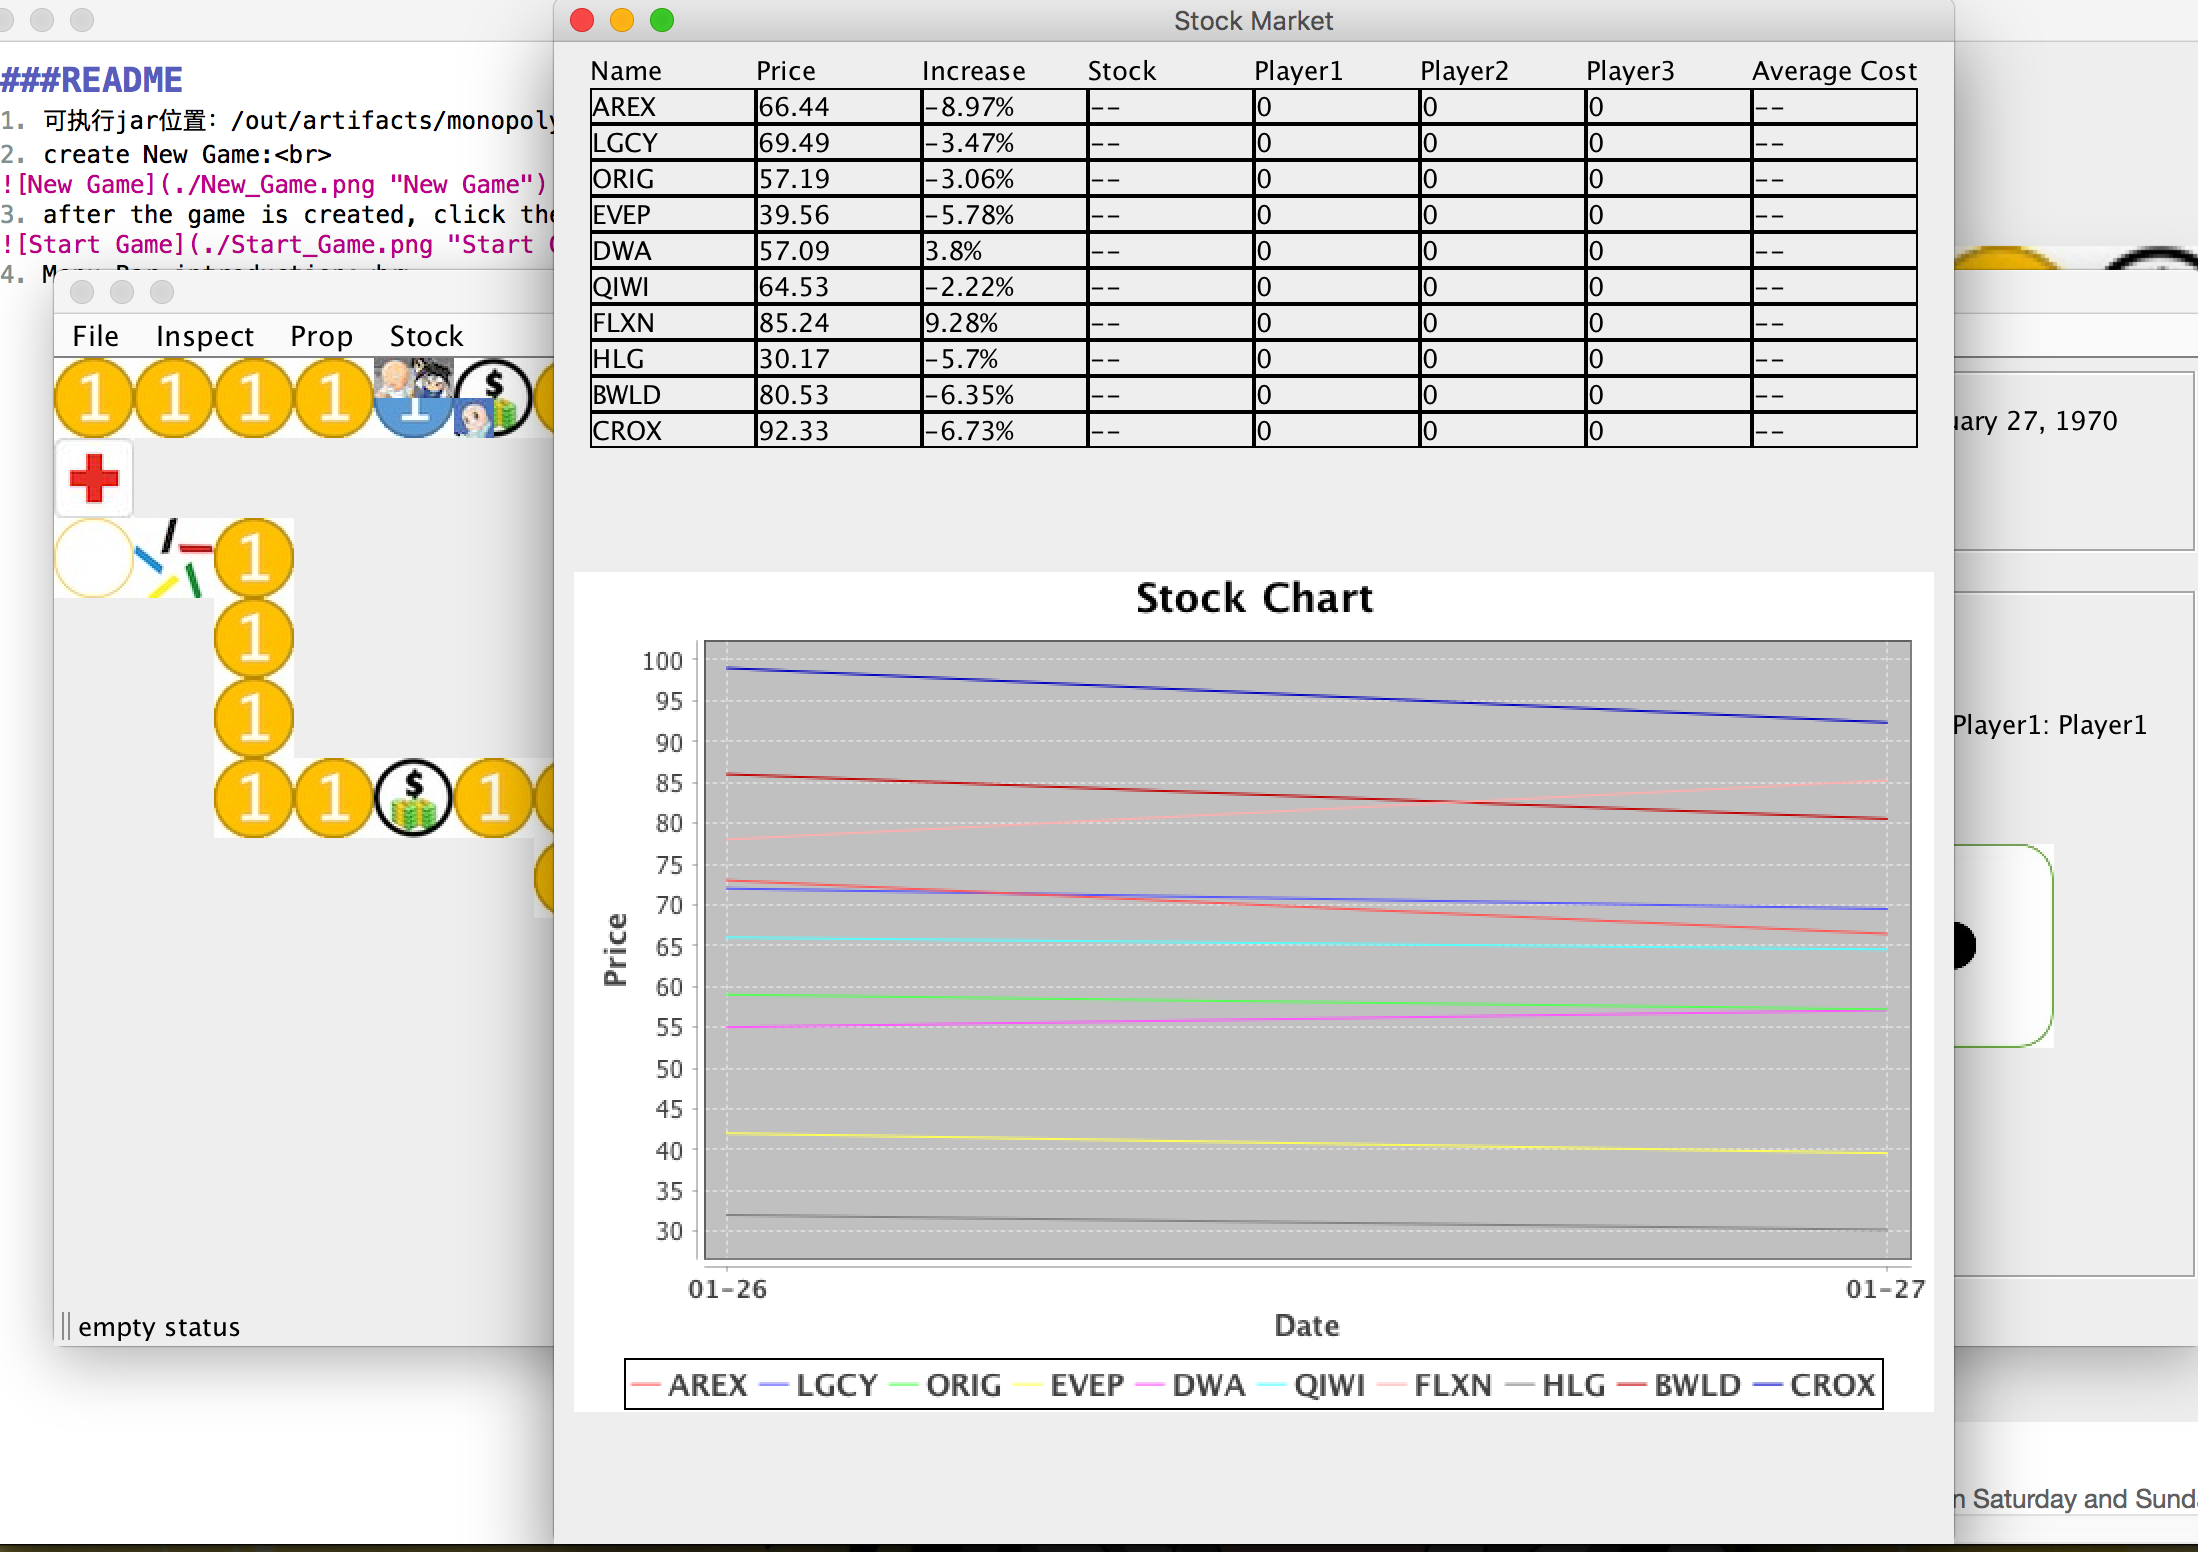 Stock Market
###README
1. 可执行jar位置: /out/artifacts/monopoly
2. create New Game:<br>
![New Game](./New_Game.png "New Game")
3. after the game is created, click the
![Start Game](./Start_Game.png "Start
4.
File Inspect Prop Stock
1 1 1 1 1 $
1
1
1
1 1 $ 1
empty status
Name Price Increase Stock Player1 Player2 Player3 Average Cost
AREX 66.44 -8.97% -- 0 0 0 --
LGCY 69.49 -3.47% -- 0 0 0 --
ORIG 57.19 -3.06% -- 0 0 0 --
EVEP 39.56 -5.78% -- 0 0 0 --
DWA 57.09 3.8% -- 0 0 0 --
QIWI 64.53 -2.22% -- 0 0 0 --
FLXN 85.24 9.28% -- 0 0 0 --
HLG 30.17 -5.7% -- 0 0 0 --
BWLD 80.53 -6.35% -- 0 0 0 --
CROX 92.33 -6.73% -- 0 0 0 --
Stock Chart
100
95
90
85
80
75
70
65
60
55
50
45
40
35
30
Price
01-26 01-27
Date
AREX LGCY ORIG EVEP DWA QIWI FLXN HLG BWLD CROX
uary 27, 1970
Player1: Player1
n Saturday and Sund